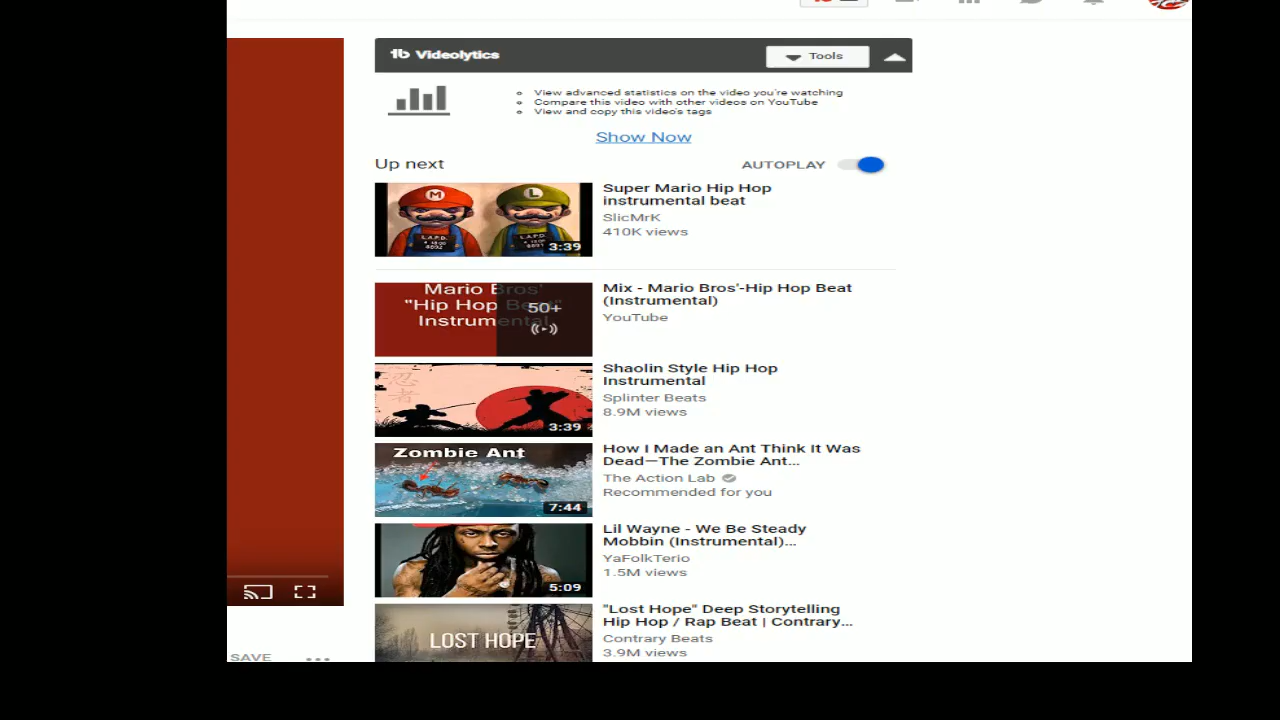 tb Videolytics
Tools
View advanced statistics on the video you're watching
Compare this video with other videos on YouTube
View and copy this video's tags
Show Now
Up next
AUTOPLAY
M
L
L.A.P.D.
L.A.P.D.
3:39
Super Mario Hip Hop
instrumental beat
SlicMrK
410K views
Mario Bros'
"Hip Hop Beat"
Instrumental
50+
Mix - Mario Bros'-Hip Hop Beat
(Instrumental)
YouTube
忍
者
3:39
Shaolin Style Hip Hop
Instrumental
Splinter Beats
8.9M views
Zombie Ant
7:44
How I Made an Ant Think It Was
Dead—The Zombie Ant...
The Action Lab
Recommended for you
5:09
Lil Wayne - We Be Steady
Mobbin (Instrumental)...
YaFolkTerio
1.5M views
LOST HOPE
"Lost Hope" Deep Storytelling
Hip Hop / Rap Beat | Contrary...
Contrary Beats
3.9M views
SAVE